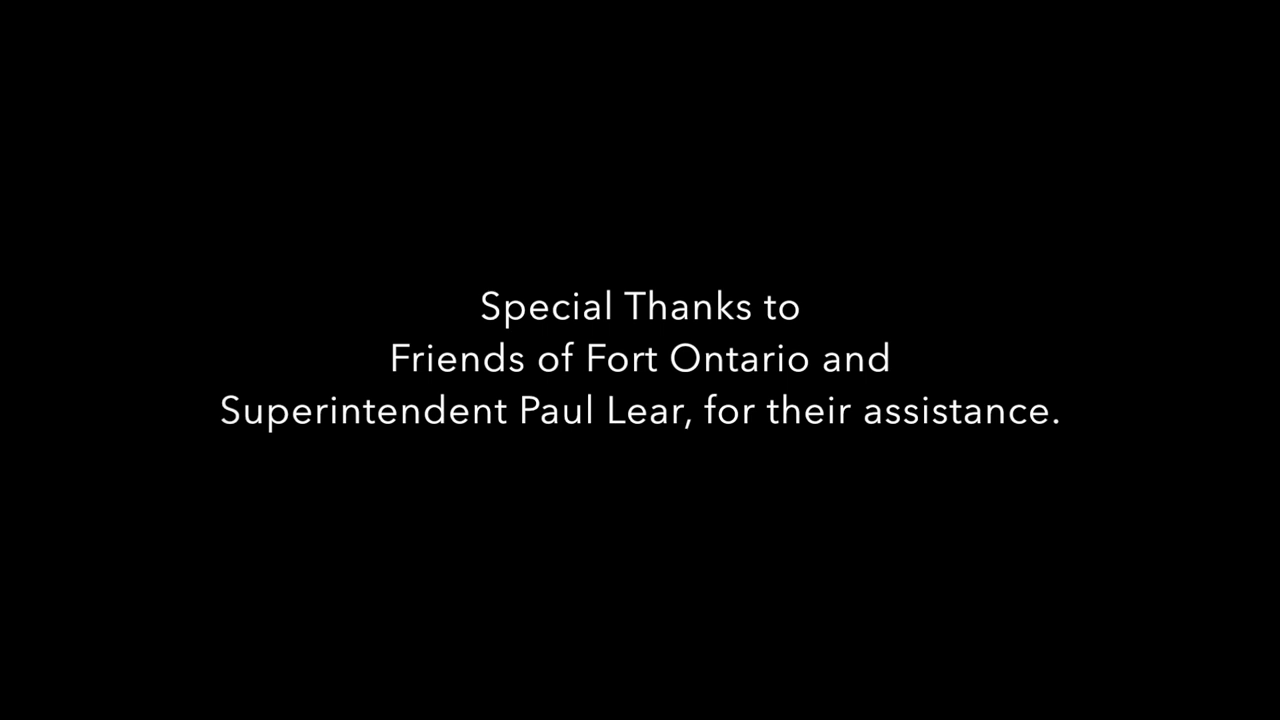 Special Thanks to
Friends of Fort Ontario and
Superintendent Paul Lear, for their assistance.